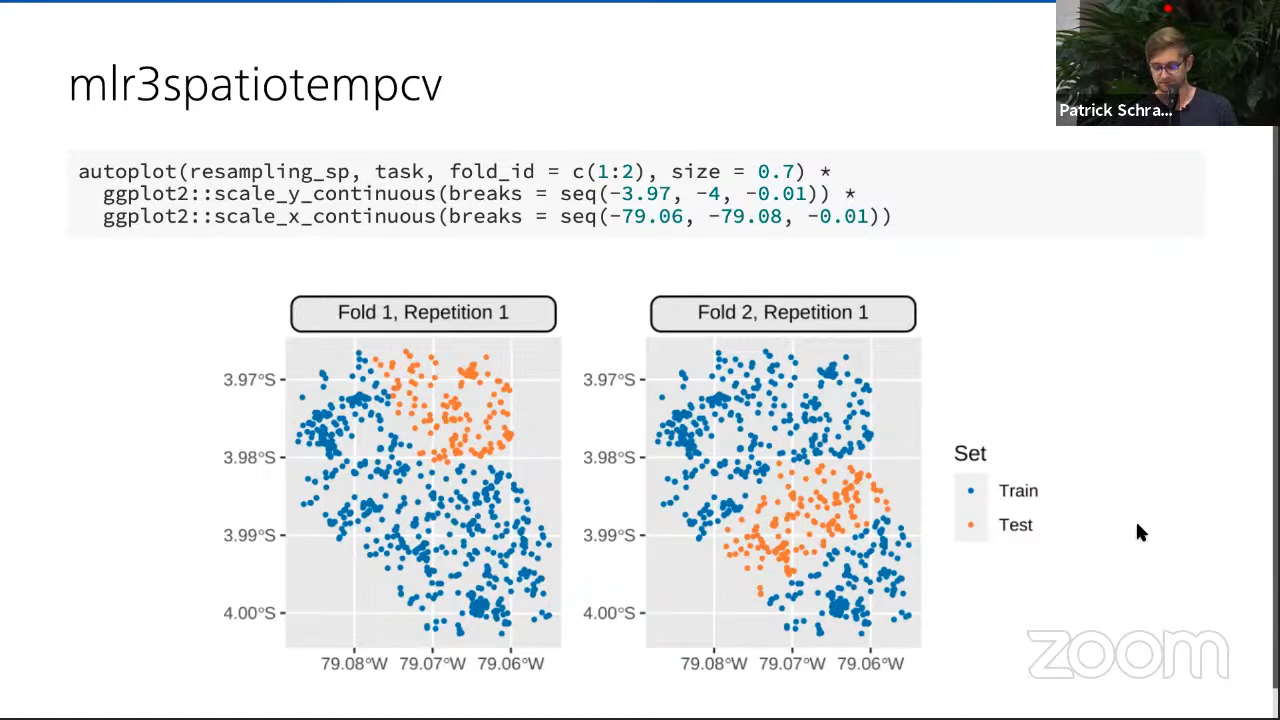 mlr3spatiotempcv
Patrick Schra...
autoplot(resampling_sp, task, fold_id = c(1:2), size = 0.7) *
ggplot2::scale_y_continuous(breaks = seq(-3.97, -4, -0.01)) *
ggplot2::scale_x_continuous(breaks = seq(-79.06, -79.08, -0.01))
Fold 1, Repetition 1
3.97°S
3.98°S
3.99°S
4.00°S
79.08°W 79.07°W 79.06°W
Fold 2, Repetition 1
3.97°S
3.98°S
3.99°S
4.00°S
79.08°W 79.07°W 79.06°W
Set
Train
Test
zoom